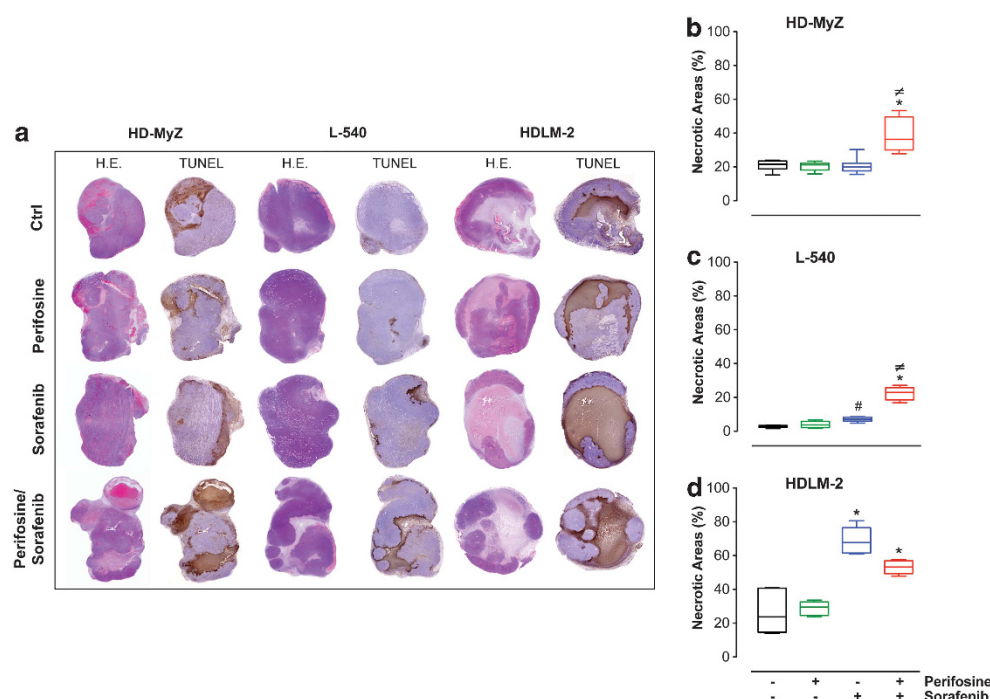 a
HD-MyZ L-540 HDLM-2
H.E. TUNEL H.E. TUNEL H.E. TUNEL
Ctrl
Perifosine
Sorafenib
Perifosine/
Sorafenib
b
HD-MyZ
Necrotic Areas (%)
100
80
60
40
20
0
≠
*
c
L-540
Necrotic Areas (%)
100
80
60
40
20
0
#
≠
*
d
HDLM-2
Necrotic Areas (%)
100
80
60
40
20
0
*
*
- + - + Perifosine
- - + + Sorafenib